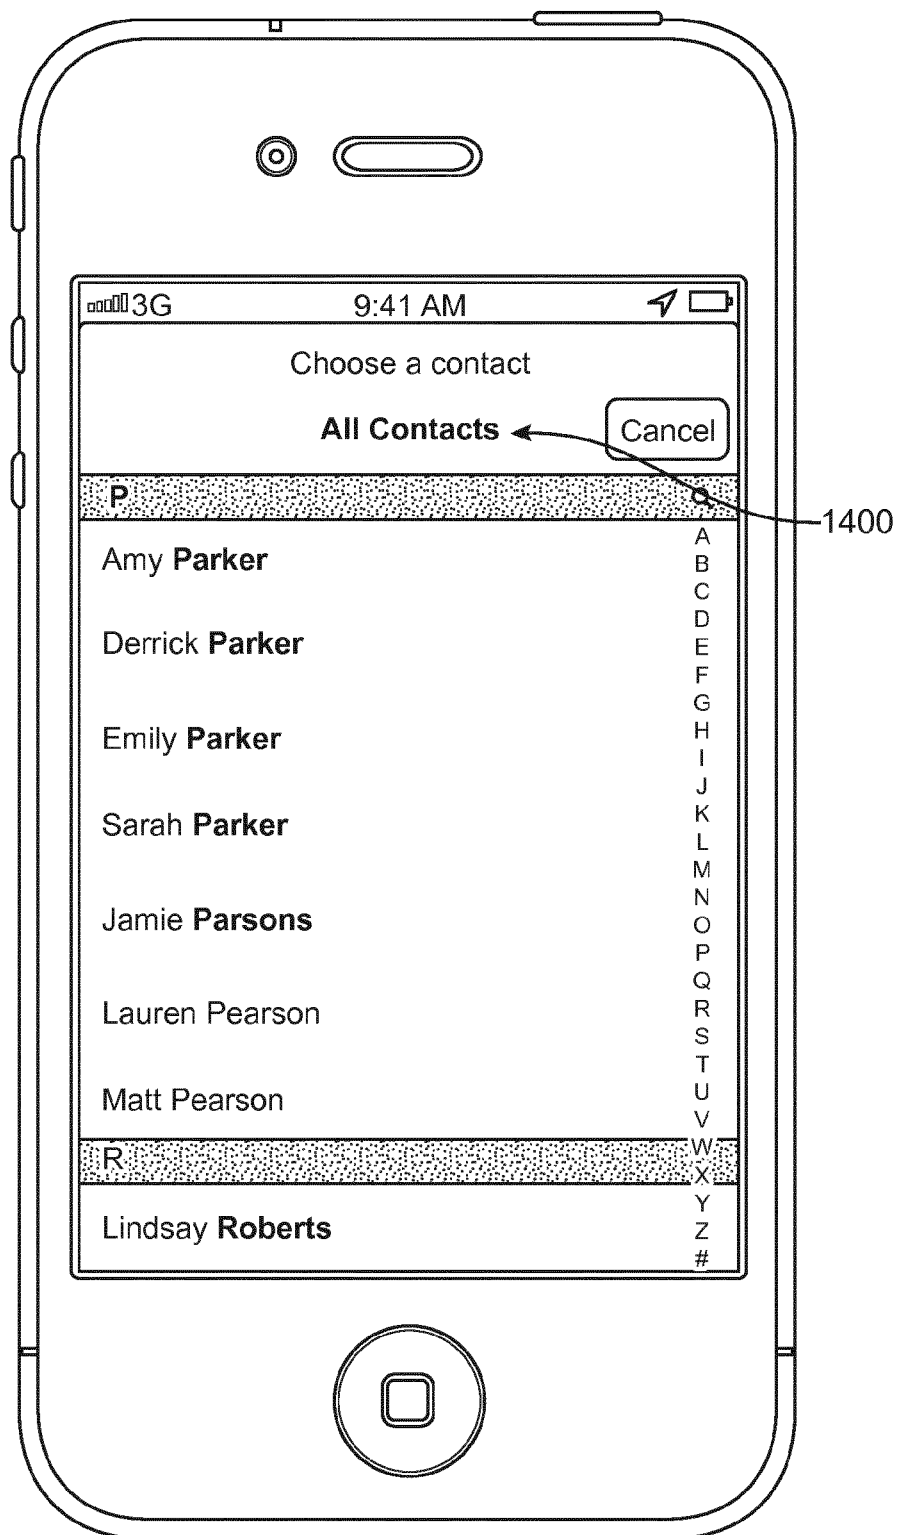 3G 9:41 AM
Choose a contact
All Contacts
Cancel
P
1400
Amy Parker
Derrick Parker
Emily Parker
Sarah Parker
Jamie Parsons
Lauren Pearson
Matt Pearson
R
Lindsay Roberts
A
B
C
D
E
F
G
H
I
J
K
L
M
N
O
P
Q
R
S
T
U
V
W
X
Y
Z
#